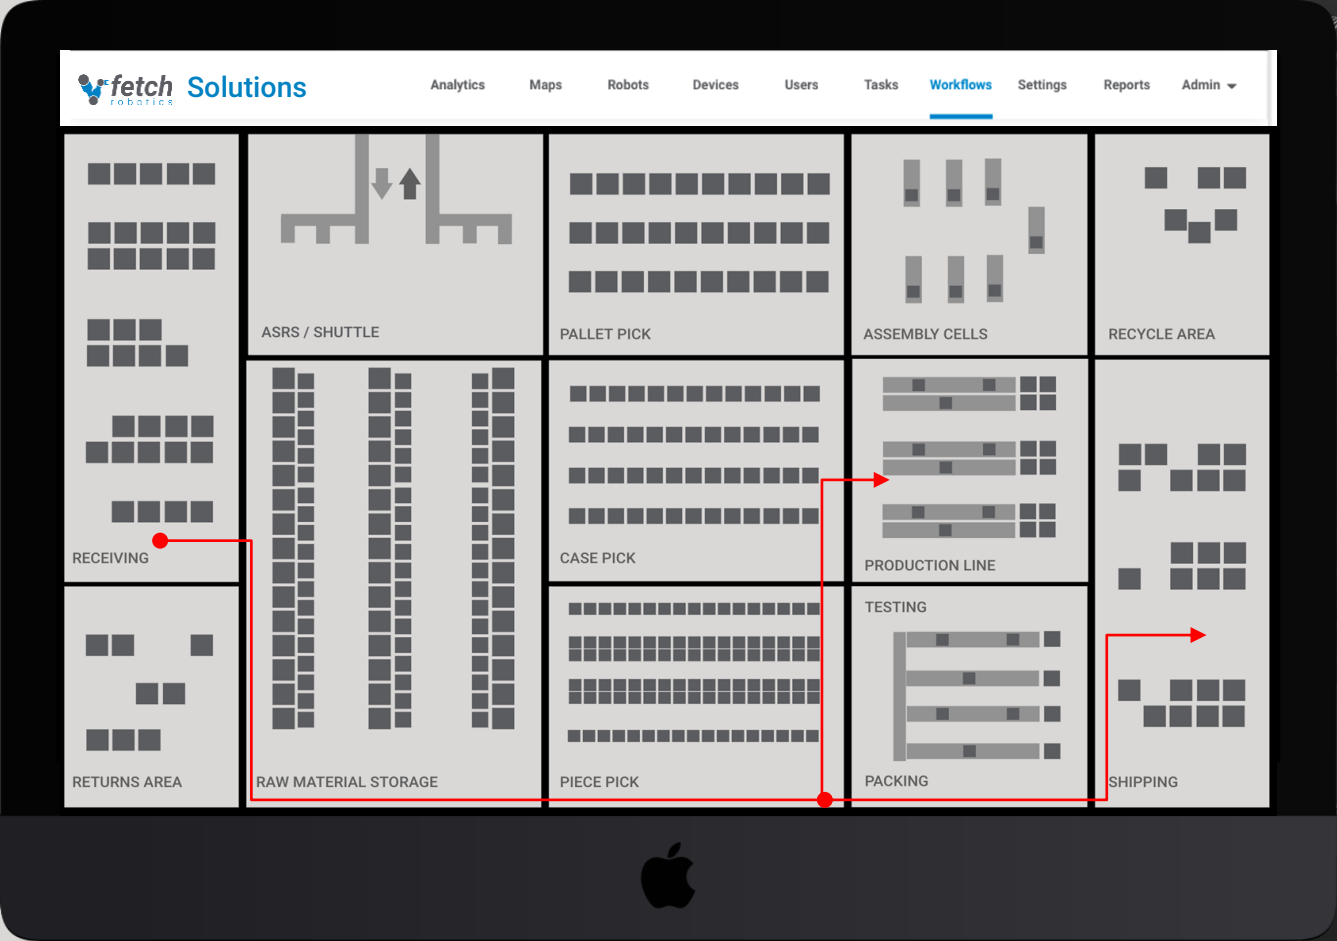 fetch robotics Solutions
Analytics Maps Robots Devices Users Tasks Workflows Settings Reports Admin
ASRS / SHUTTLE
PALLET PICK
ASSEMBLY CELLS
RECYCLE AREA
RECEIVING
CASE PICK
PRODUCTION LINE
TESTING
RETURNS AREA
RAW MATERIAL STORAGE
PIECE PICK
PACKING
SHIPPING